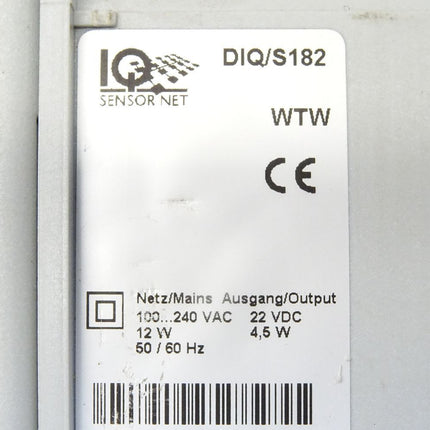 IQ
SENSOR NET
DIQ/S182
WTW
CE
Netz/Mains Ausgang/Output
100...240 VAC 22 VDC
12 W 4,5 W
50 / 60 Hz